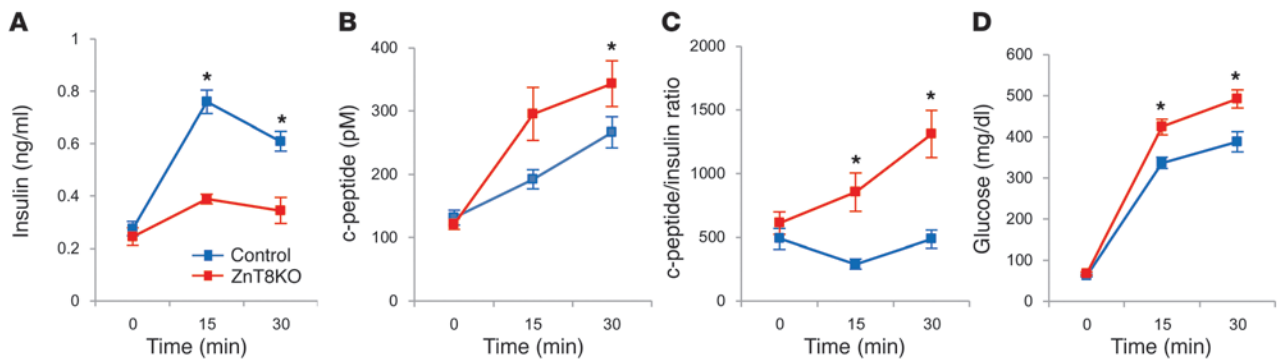 A
Insulin (ng/ml)
1
0.8
0.6
0.4
0.2
0
*
*
Control
ZnT8KO
0 15 30
Time (min)
B
c-peptide (pM)
400
300
200
100
0
*
0 15 30
Time (min)
C
c-peptide/insulin ratio
2000
1500
1000
500
0
*
*
0 15 30
Time (min)
D
Glucose (mg/dl)
600
500
400
300
200
100
0
*
*
0 15 30
Time (min)